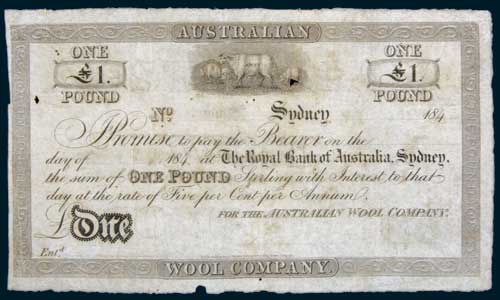 AUSTRALIAN
ONE
£1.
POUND
ONE
£1.
POUND
No Sydney 184
I Promise to pay the Bearer on the
day of 184 at The Royal Bank of Australia, Sydney.
the sum of ONE POUND Sterling with Interest to that
day at the rate of Five per Cent per Annum.
£ One
FOR THE AUSTRALIAN WOOL COMPANY.
Entd
WOOL COMPANY.